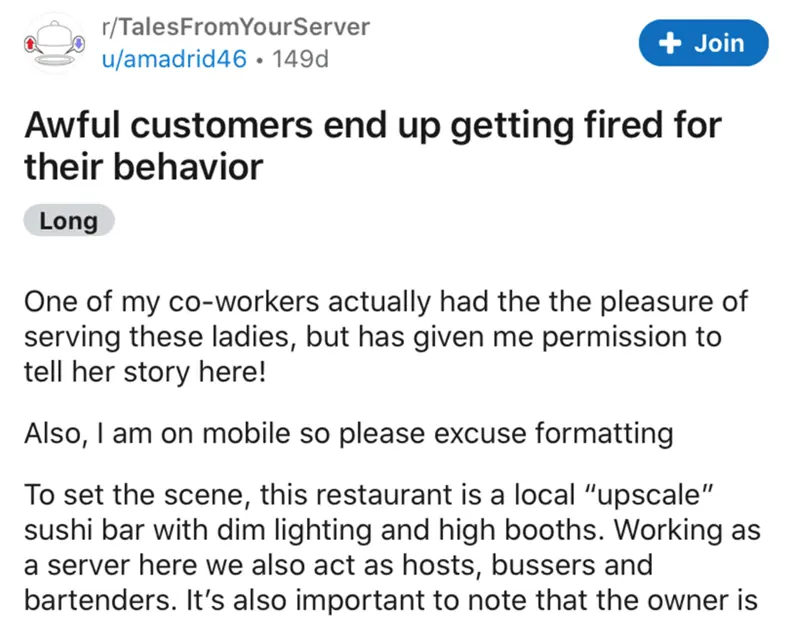 r/TalesFromYourServer
u/amadrid46 • 149d
Join
Awful customers end up getting fired for
their behavior
Long
One of my co-workers actually had the the pleasure of
serving these ladies, but has given me permission to
tell her story here!
Also, I am on mobile so please excuse formatting
To set the scene, this restaurant is a local “upscale”
sushi bar with dim lighting and high booths. Working as
a server here we also act as hosts, bussers and
bartenders. It’s also important to note that the owner is